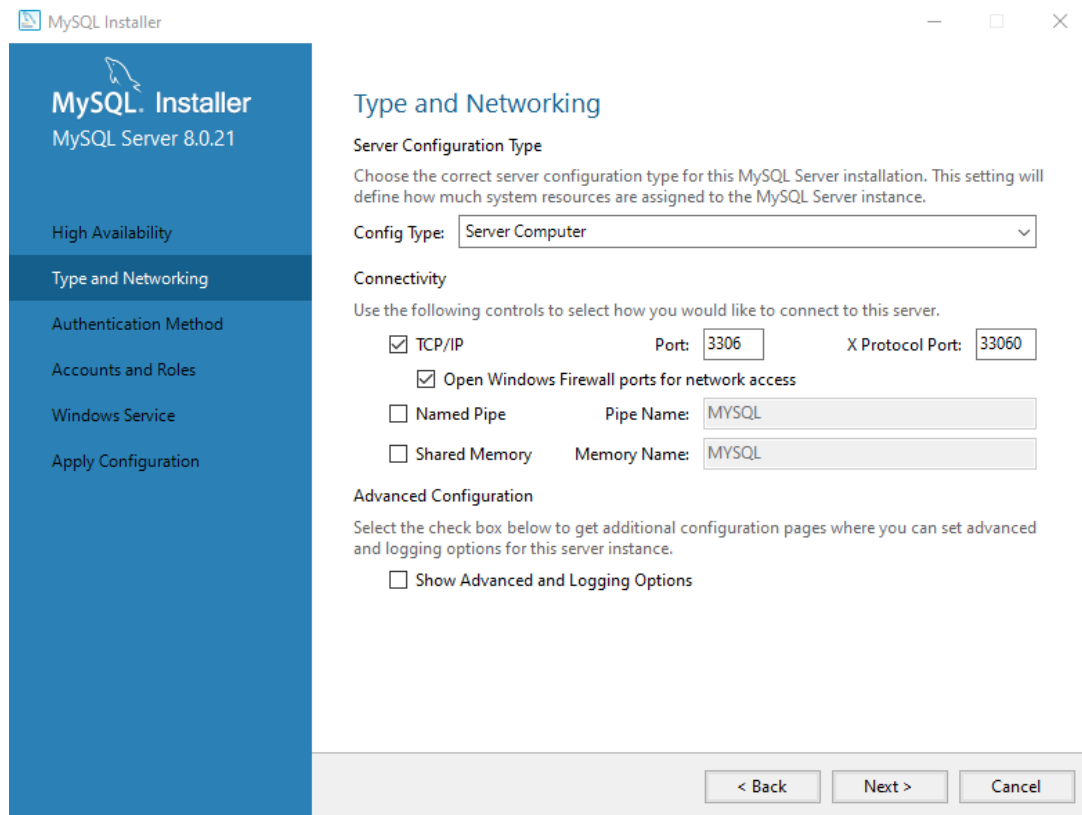 MySQL Installer
MySQL. Installer
MySQL Server 8.0.21
High Availability
Type and Networking
Authentication Method
Accounts and Roles
Windows Service
Apply Configuration
Type and Networking
Server Configuration Type
Choose the correct server configuration type for this MySQL Server installation. This setting will
define how much system resources are assigned to the MySQL Server instance.
Config Type: Server Computer
Connectivity
Use the following controls to select how you would like to connect to this server.
TCP/IP Port: 3306 X Protocol Port: 33060
Open Windows Firewall ports for network access
Named Pipe Pipe Name: MYSQL
Shared Memory Memory Name: MYSQL
Advanced Configuration
Select the check box below to get additional configuration pages where you can set advanced
and logging options for this server instance.
Show Advanced and Logging Options
< Back Next > Cancel